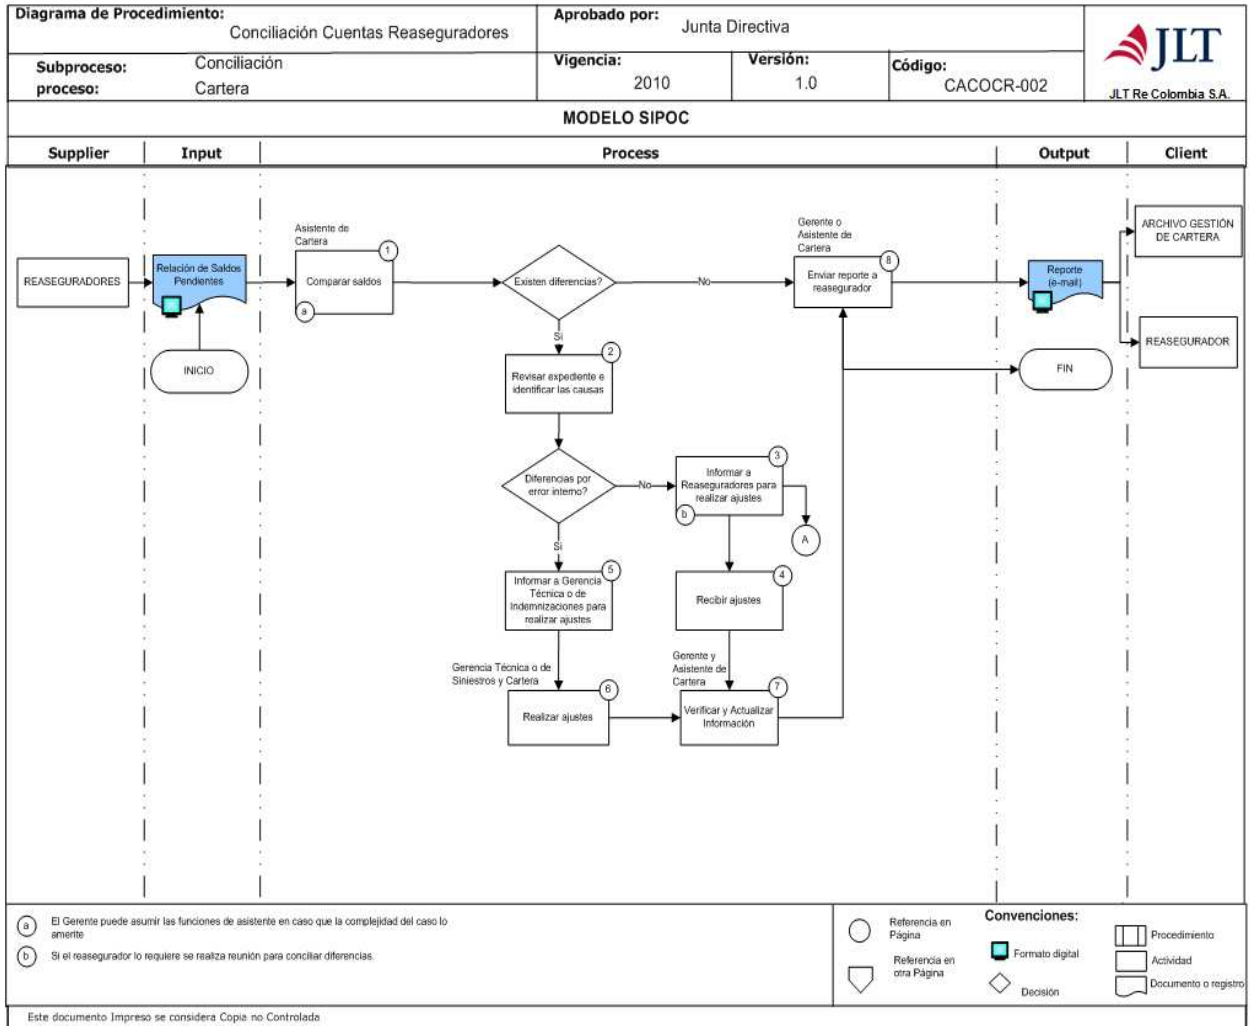 Diagrama de Procedimiento:
Conciliación Cuentas Reaseguradores
Aprobado por:
Junta Directiva
Subproceso:
Conciliación
proceso:
Cartera
Vigencia:
2010
Versión:
1.0
Código:
CACOCR-002
JLT
JLT Re Colombia S.A.
MODELO SIPOC
Supplier
Input
Process
Output
Client
REASEGURADORES
Relación de Saldos
Pendientes
INICIO
Asistente de
Cartera
1
Comparar saldos
a
Existen diferencias?
No
Si
Gerente o
Asistente de
Cartera
8
Enviar reporte a
reasegurador
Reporte
(e-mail)
ARCHIVO GESTIÓN
DE CARTERA
REASEGURADOR
FIN
2
Revisar expediente e
identificar las causas
Diferencias por
error interno?
No
Si
3
Informar a
Reaseguradores para
realizar ajustes
b
A
5
Informar a Gerencia
Técnica o de
Indemnizaciones para
realizar ajustes
4
Recibir ajustes
Gerencia Técnica o de
Siniestros y Cartera
6
Realizar ajustes
Gerente y
Asistente de
Cartera
7
Verificar y Actualizar
Información
a
El Gerente puede asumir las funciones de asistente en caso que la complejidad del caso lo
amerite
b
Si el reasegurador lo requiere se realiza reunión para conciliar diferencias.
Convenciones:
Referencia en
Página
Referencia en
otra Página
Formato digital
Decisión
Procedimiento
Actividad
Documento o registro
Este documento Impreso se considera Copia no Controlada